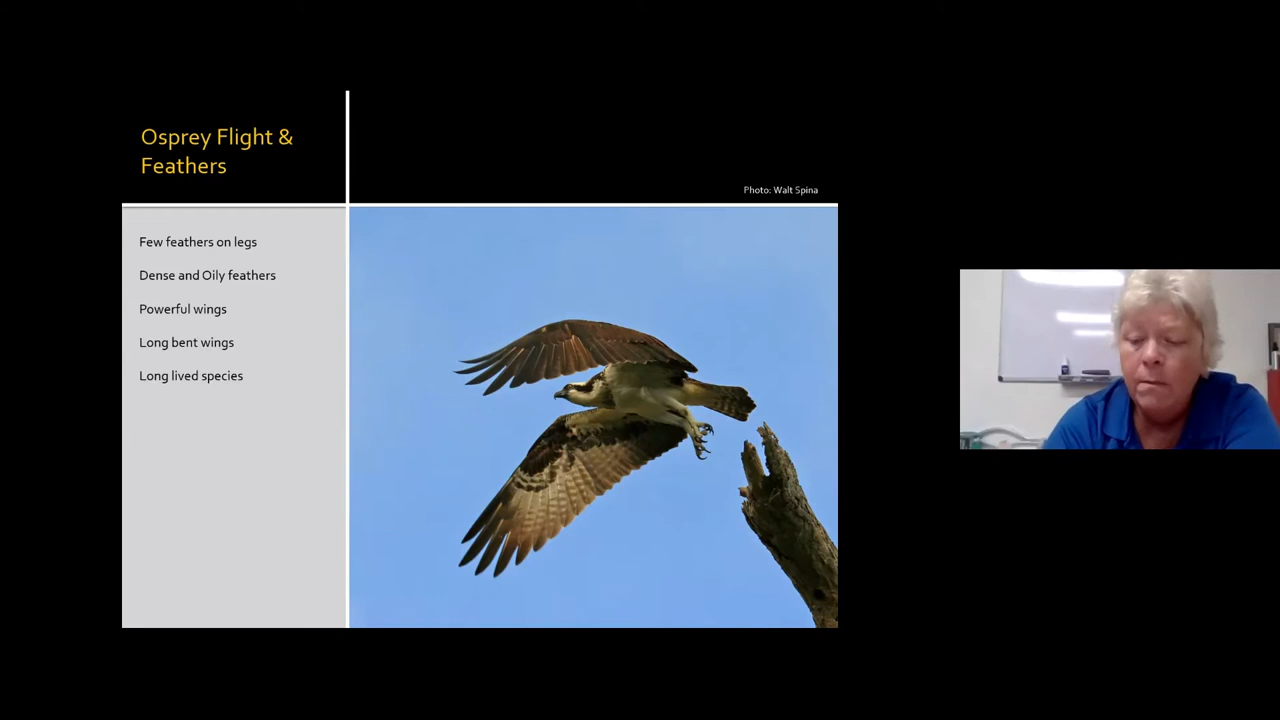 Osprey Flight &
Feathers
Photo: Walt Spina
Few feathers on legs
Dense and Oily feathers
Powerful wings
Long bent wings
Long lived species